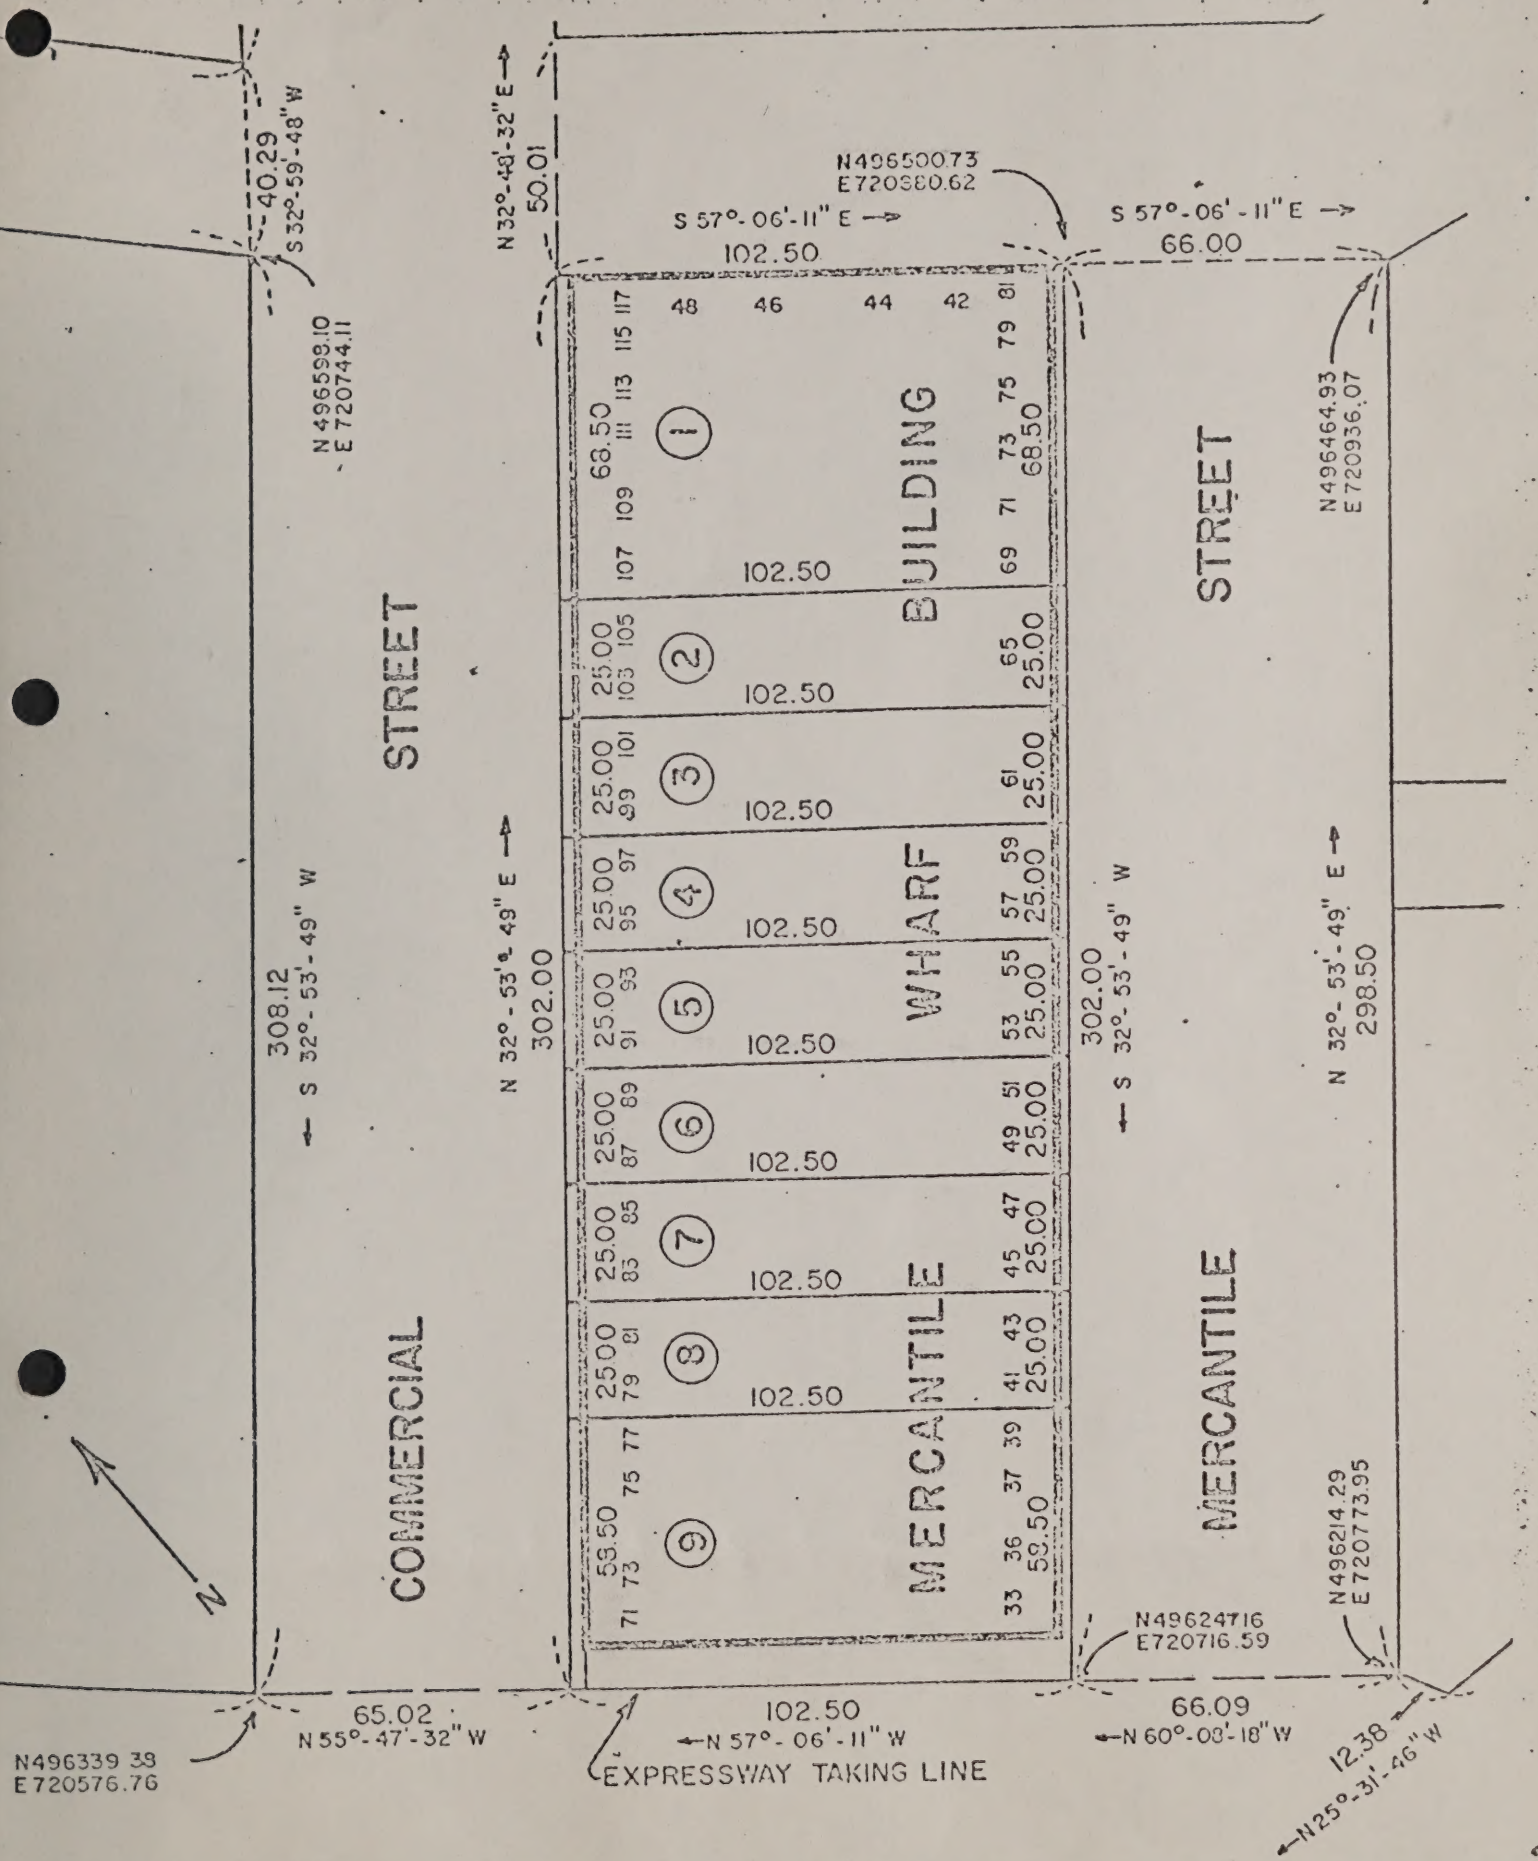 40.29
S 32°-59'-48" W
N 496598.10
E 720744.11
N 32°-48'-32" E →
50.01
N496500.73
S 57°-06'-11" E →
102.50
S 57°-06'-11" E →
66.00
N496464.93
E 720936.07
48 46 44 42
107 109 111 113 115 117
68.50
69 71 73 75 79 81
68.50
1
102.50
25.00
103 105
2
102.50
65
25.00
25.00
99 101
3
102.50
61
25.00
25.00
95 97
4
102.50
57 59
25.00
25.00
91 93
5
102.50
53 55
25.00
25.00
87 89
6
102.50
49 51
25.00
25.00
83 85
7
102.50
45 47
25.00
25.00
79 81
8
102.50
41 43
25.00
58.50
71 73 75 77
9
33 36 37 39
58.50
MERCANTILE WHARF BUILDING
COMMERCIAL STREET
MERCANTILE STREET
308.12
← S 32°-53'-49" W
N 32°-53'-49" E →
302.00
302.00
← S 32°-53'-49" W
N 32°-53'-49" E →
298.50
N
N496214.29
E 720773.95
N49624716
E720716.59
65.02
N 55°-47'-32" W
102.50
←N 57°-06'-11" W
66.09
←N 60°-08'-18" W
12.38
←N 25°-31'-46" W
N496339 38
E 720576.76
EXPRESSWAY TAKING LINE